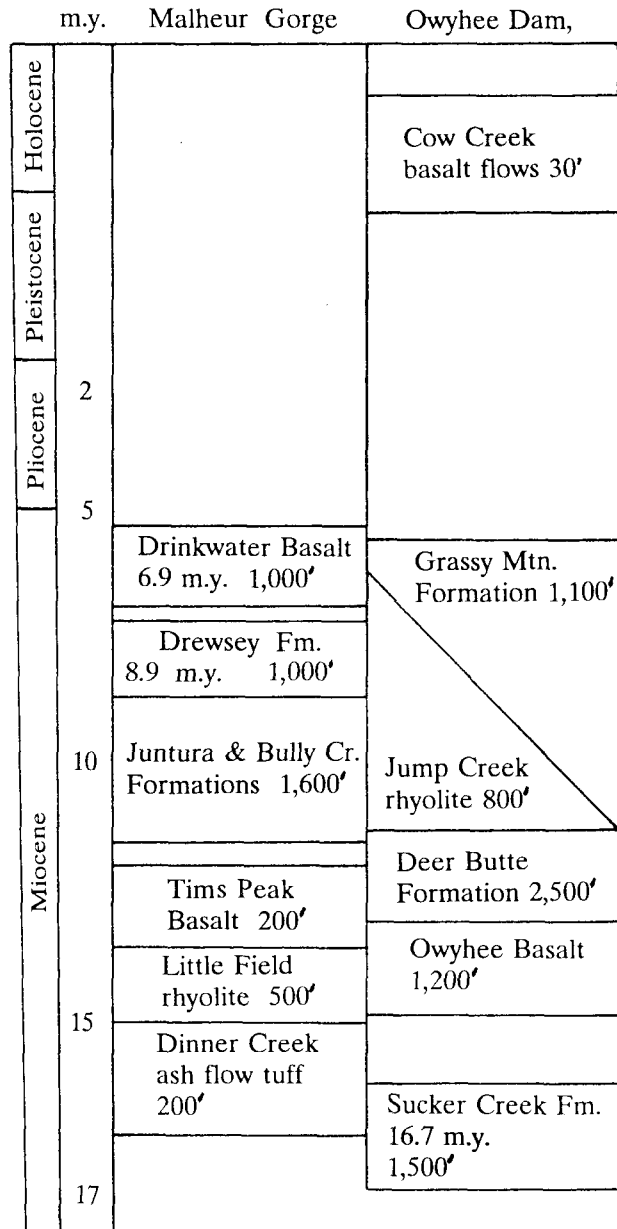 m.y.
Malheur Gorge
Owyhee Dam,
Holocene
Pleistocene
Pliocene
Miocene
2
5
10
15
17
Drinkwater Basalt
6.9 m.y. 1,000'
Drewsey Fm.
8.9 m.y. 1,000'
Juntura & Bully Cr.
Formations 1,600'
Tims Peak
Basalt 200'
Little Field
rhyolite 500'
Dinner Creek
ash flow tuff
200'
Cow Creek
basalt flows 30'
Grassy Mtn.
Formation 1,100'
Jump Creek
rhyolite 800'
Deer Butte
Formation 2,500'
Owyhee Basalt
1,200'
Sucker Creek Fm.
16.7 m.y.
1,500'